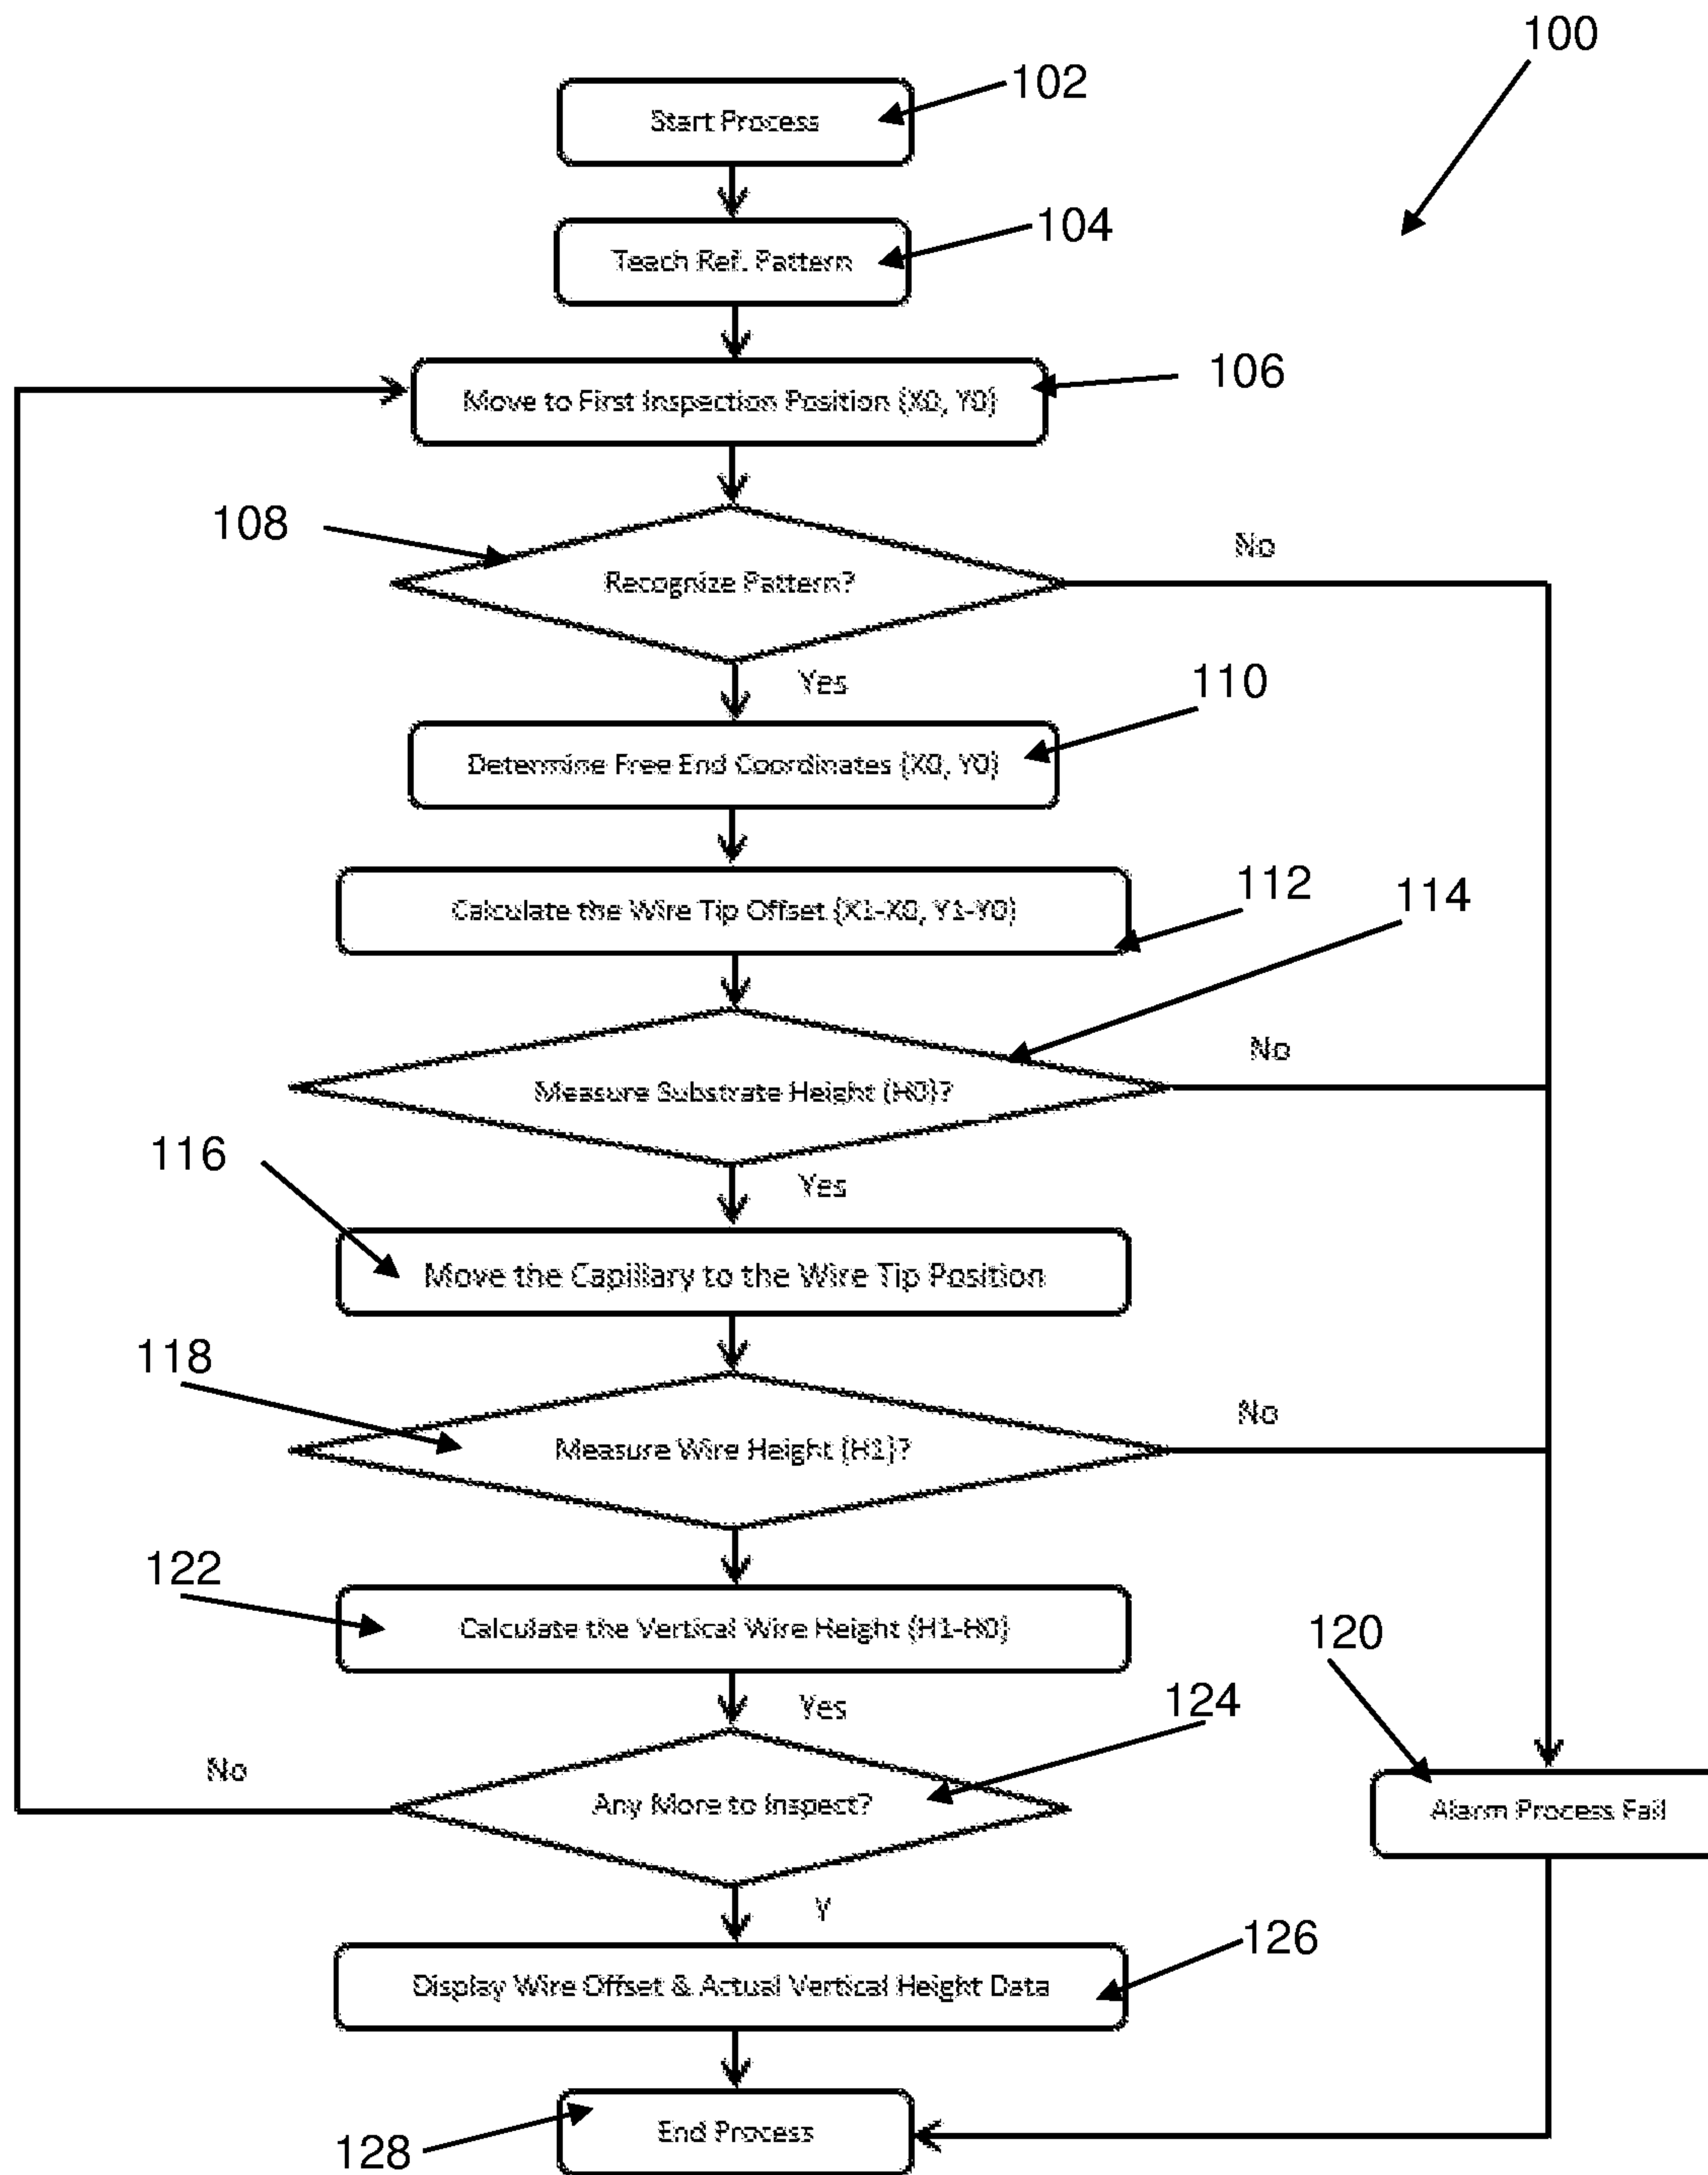 100
102
Start Process
104
Teach Ref. Pattern
106
Move to First Inspection Position (X0, Y0)
108
No
Recognize Pattern?
Yes
110
Determine Free End Coordinates (X0, Y0)
112
114
Calculate the Wire Tip Offset (X1-X0, Y1-Y0)
No
Measure Substrate Height (H0)?
116
Yes
Move the Capillary to the Wire Tip Position
118
No
Measure Wire Height (H1)?
122
Calculate the Vertical Wire Height (H1-H0)
120
Yes
124
No
Any More to Inspect?
Alarm Process Fail
Y
126
Display Wire Offset & Actual Vertical Height Data
End Process
128